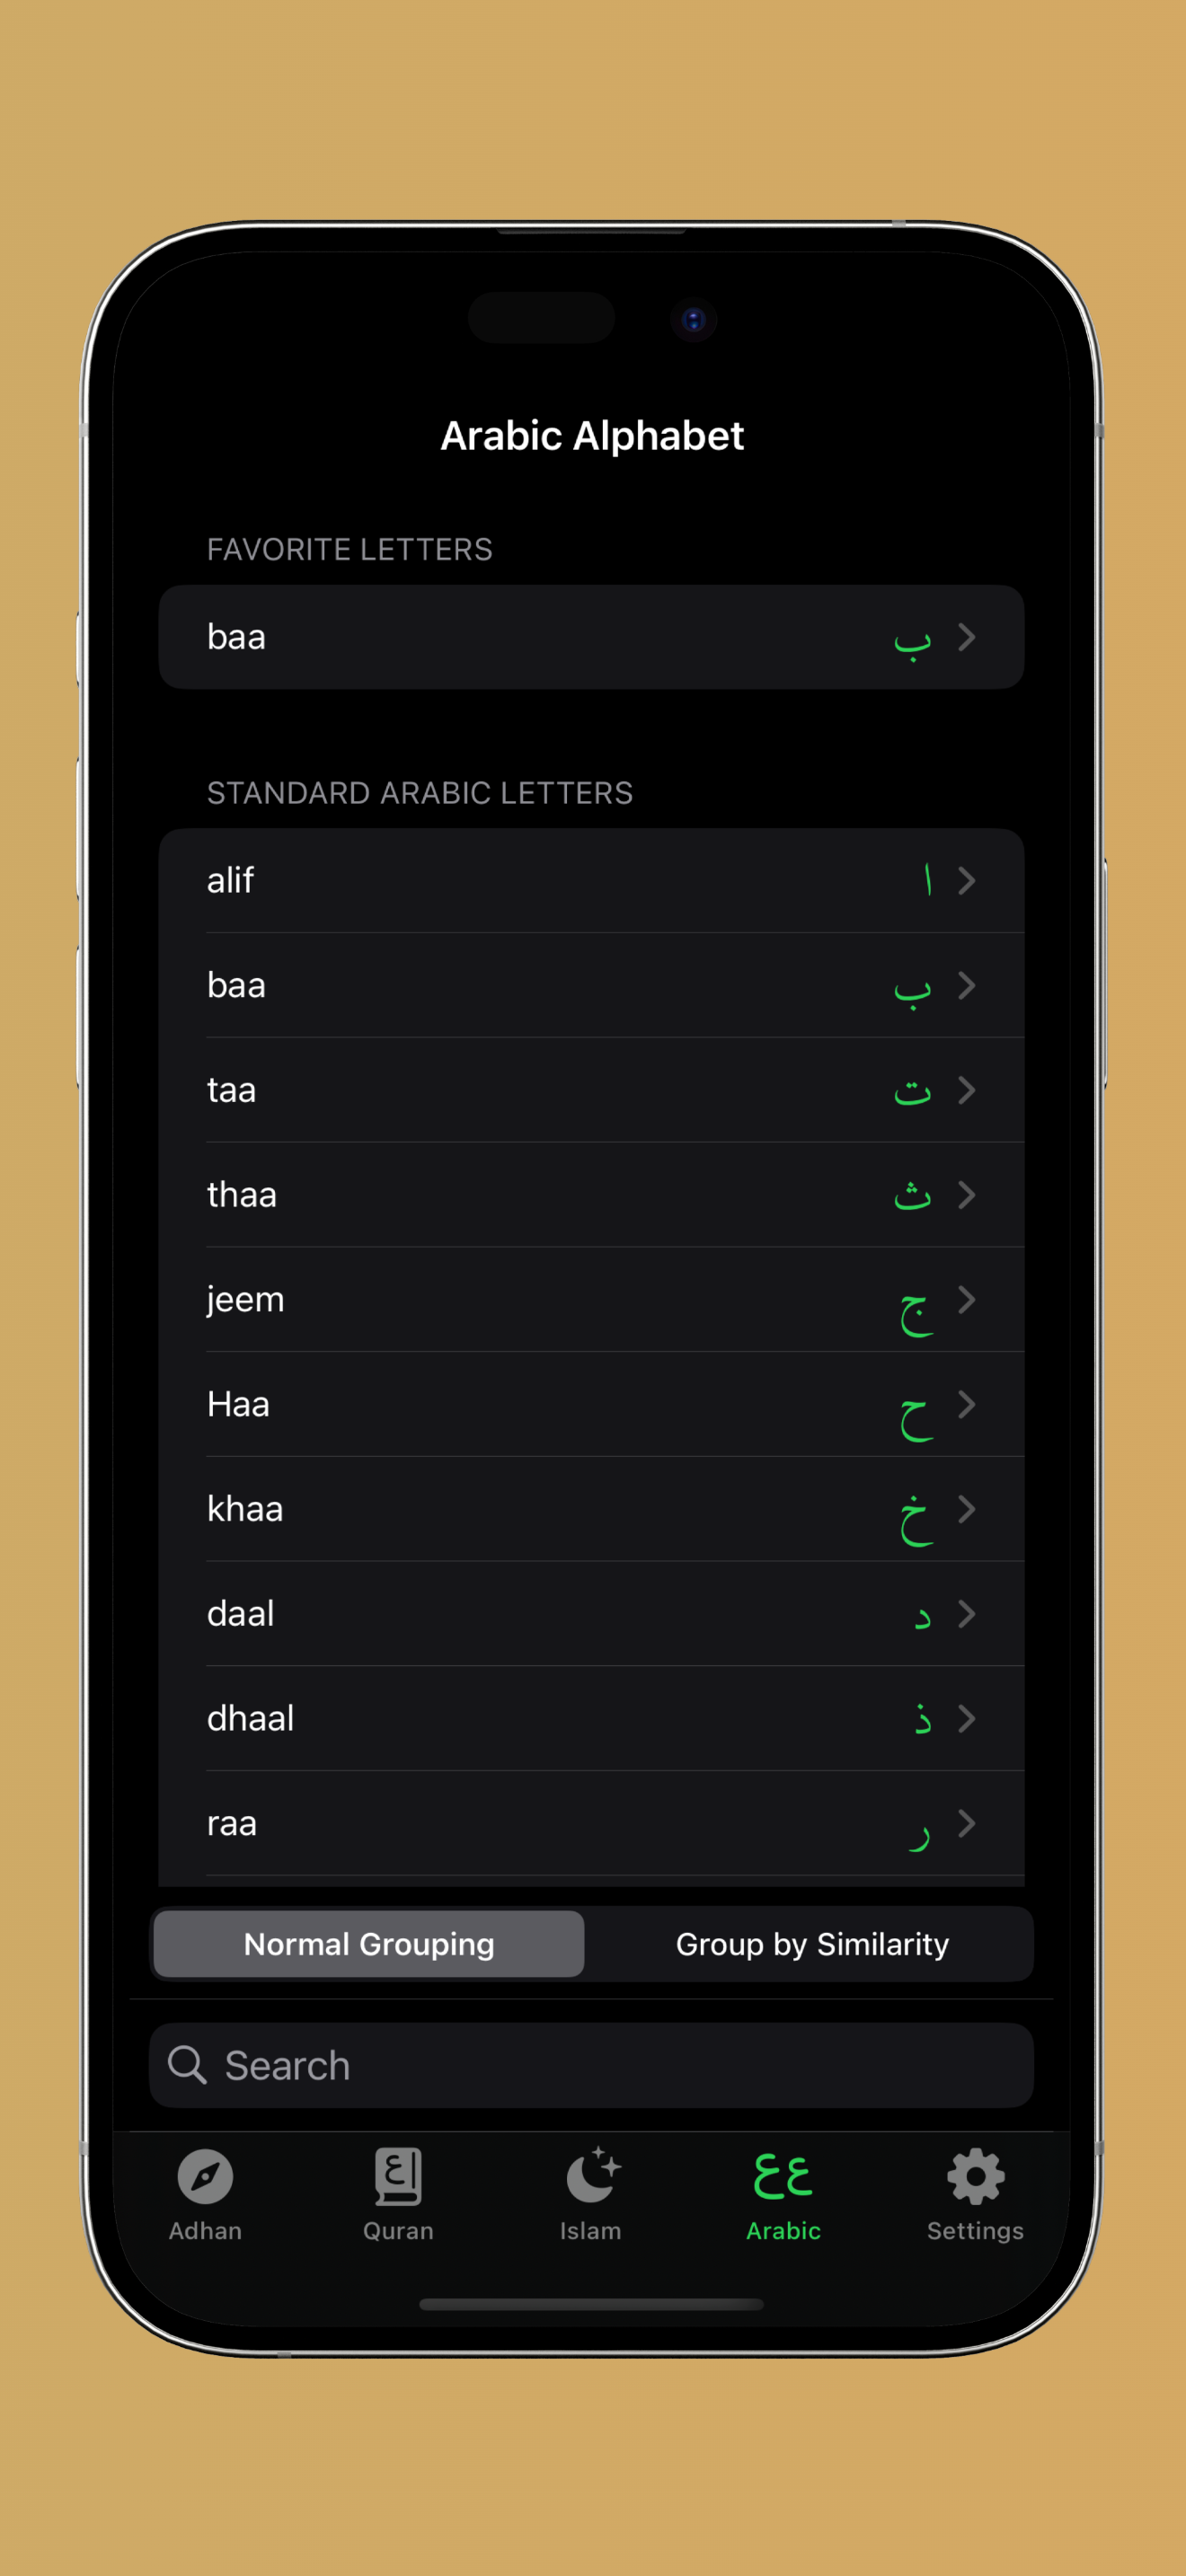 Arabic Alphabet
FAVORITE LETTERS
baa ب
STANDARD ARABIC LETTERS
alif ا
baa ب
taa ت
thaa ث
jeem ج
Haa ح
khaa خ
daal د
dhaal ذ
raa ر
Normal Grouping Group by Similarity
Search
ع عع
Adhan Quran Islam Arabic Settings